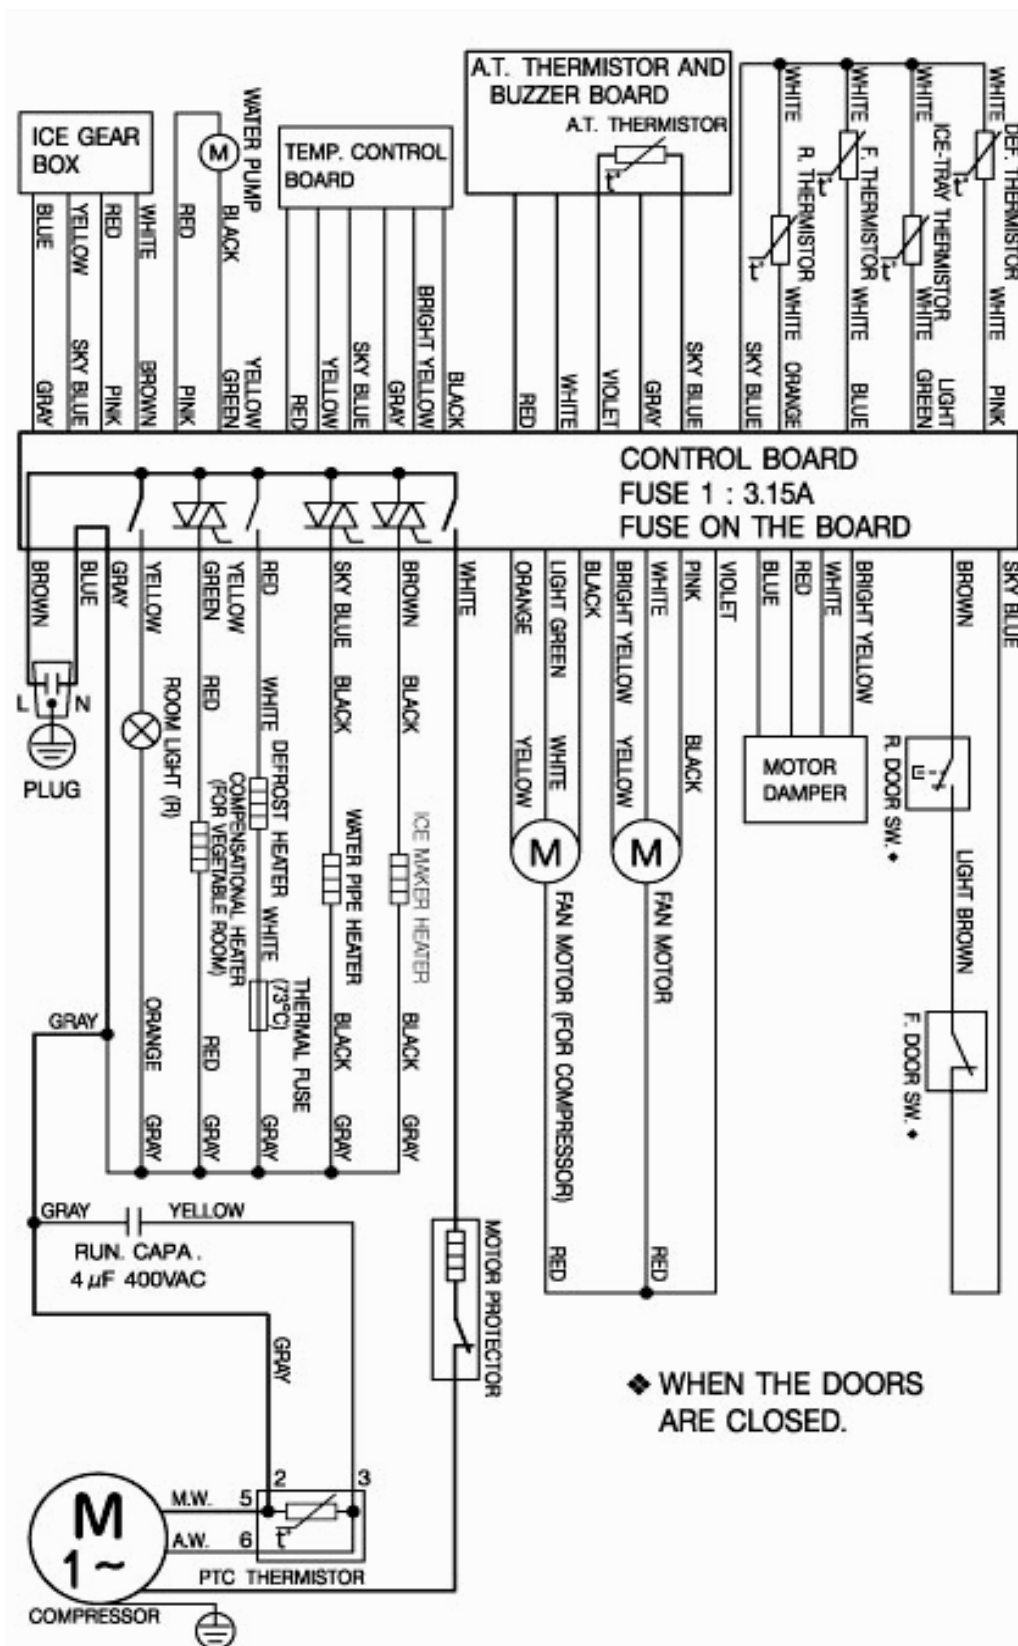 A.T. THERMISTOR AND
BUZZER BOARD
A.T. THERMISTOR
t°
ICE GEAR
BOX
M
WATER PUMP
TEMP. CONTROL
BOARD
WHITE
WHITE
WHITE
WHITE
R. THERMISTOR
t°
F. THERMISTOR
t°
ICE-TRAY THERMISTOR
t°
DEF. THERMISTOR
t°
BLUE
YELLOW
RED
WHITE
RED
BLACK
WHITE
WHITE
WHITE
WHITE
GRAY
SKY BLUE
PINK
BROWN
PINK
GREEN
YELLOW
RED
YELLOW
SKY BLUE
GRAY
BRIGHT YELLOW
BLACK
RED
WHITE
VIOLET
GRAY
SKY BLUE
SKY BLUE
ORANGE
BLUE
GREEN
LIGHT
PINK
CONTROL BOARD
FUSE 1 : 3.15A
FUSE ON THE BOARD
BROWN
BLUE
GRAY
YELLOW
GREEN
YELLOW
RED
SKY BLUE
BROWN
WHITE
ORANGE
LIGHT GREEN
BLACK
BRIGHT YELLOW
WHITE
PINK
VIOLET
BLUE
RED
WHITE
BRIGHT YELLOW
BROWN
SKY BLUE
L N
PLUG
ROOM LIGHT (R)
RED
COMPENSATIONAL HEATER
(FOR VEGETABLE ROOM)
WHITE
DEFROST HEATER
WHITE
THERMAL FUSE
(73°C)
BLACK
WATER PIPE HEATER
BLACK
BLACK
ICE MAKER HEATER
BLACK
YELLOW
WHITE
YELLOW
BLACK
M
M
FAN MOTOR (FOR COMPRESSOR)
FAN MOTOR
MOTOR
DAMPER
R. DOOR SW. ❖
LIGHT BROWN
F. DOOR SW. ❖
GRAY
ORANGE
RED
GRAY
GRAY
GRAY
GRAY
GRAY
RED
RED
GRAY
YELLOW
RUN. CAPA .
4 µF 400VAC
MOTOR PROTECTOR
GRAY
❖ WHEN THE DOORS
ARE CLOSED.
2
3
M
1 ~
M.W. 5
A.W. 6
t°
PTC THERMISTOR
COMPRESSOR